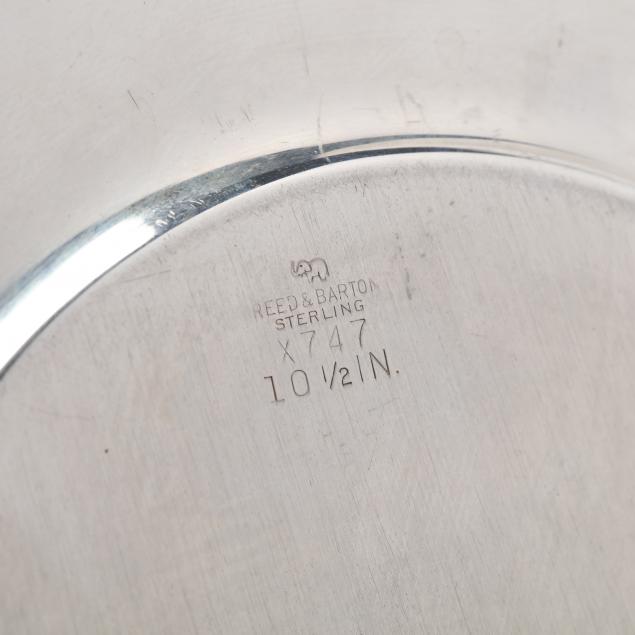 REED & BARTON
STERLING
X747
10 1/2 IN.